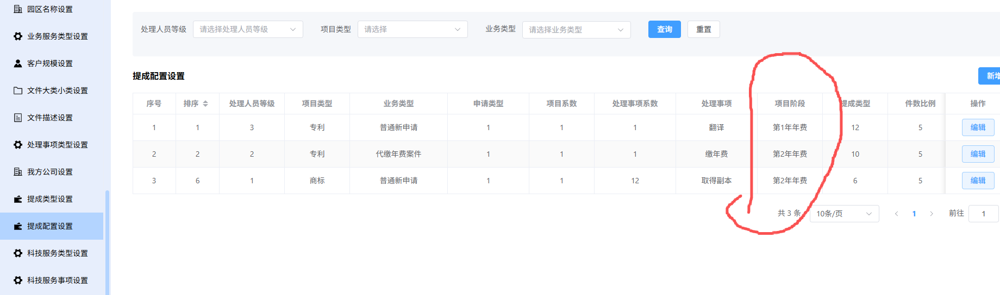 园区名称设置
业务服务类型设置
客户规模设置
文件大类小类设置
文件描述设置
处理事项类型设置
我方公司设置
提成类型设置
提成配置设置
科技服务类型设置
科技服务事项设置
处理人员等级 请选择处理人员等级 项目类型 请选择 业务类型 请选择业务类型 查询 重置
提成配置设置 新增
序号 排序 处理人员等级 项目类型 业务类型 申请类型 项目系数 处理事项系数 处理事项 项目阶段 提成类型 件数比例 操作
1 1 3 专利 普通新申请 1 1 1 翻译 第1年年费 12 5 编辑
2 2 2 专利 代缴年费案件 1 1 1 缴年费 第2年年费 10 5 编辑
3 6 1 商标 普通新申请 1 1 12 取得副本 第2年年费 6 5 编辑
共 3 条 10条/页 1 前往 1